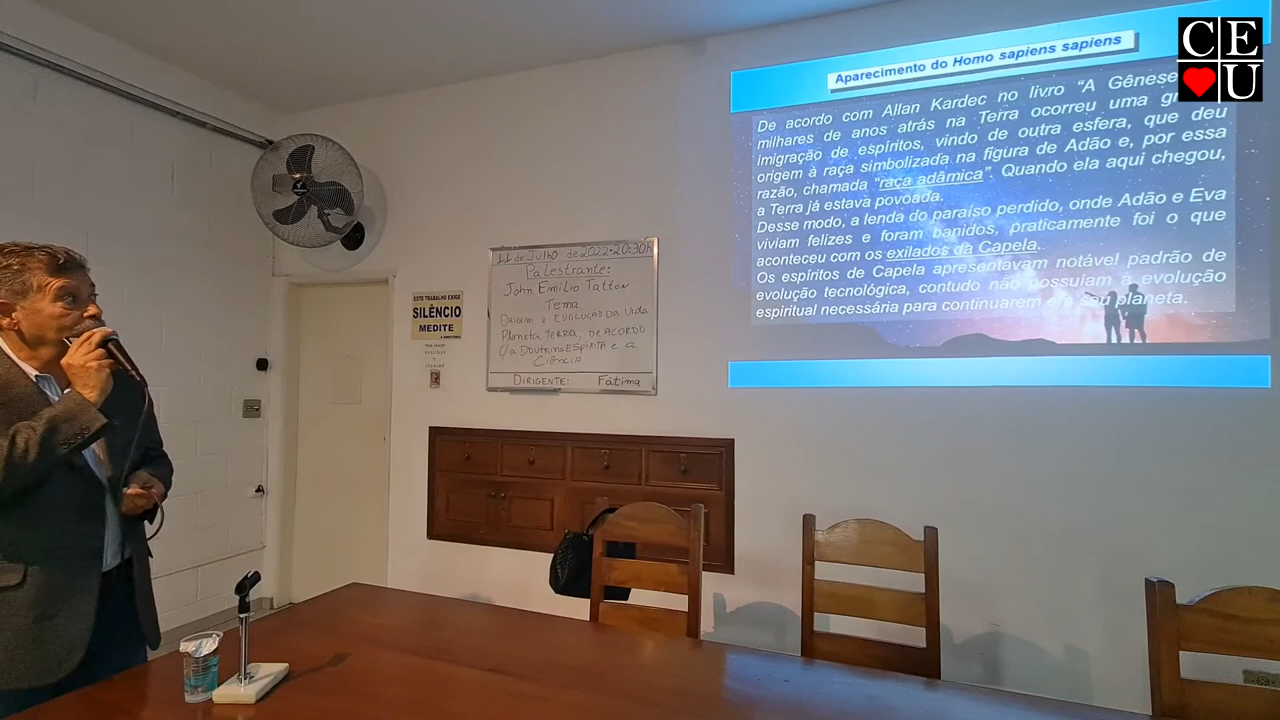 CE
U
Aparecimento do Homo sapiens sapiens
De acordo com Allan Kardec no livro “A Gênese
milhares de anos atrás na Terra ocorreu uma
Imigração de espíritos, vindo de outra esfera, que deu
origem à raça simbolizada na figura de Adão e, por essa
razão, chamada “raça adâmica”. Quando ela aqui chegou,
a Terra já estava povoada.
Desse modo, a lenda do paraíso perdido, onde Adão e Eva
viviam felizes e foram banidos, praticamente foi o que
aconteceu com os exilados da Capela.
Os espíritos de Capela apresentavam notável padrão de
evolução tecnológica, contudo não possuíam a evolução
espiritual necessária para continuarem em seu planeta.
11 de Julho de 2022-20:30h
Palestrante:
John Emilio Tatton
Tema
ORIGEM e EVOLUÇÃO DA Vida
Planeta TERRA, DE ACORDO
c/a DOUTRINA ESPIRITA e a
CIÊNCIA
DIRIGENTE: Fátima
ESTE TRABALHO EXIGE
SILÊNCIO
MEDITE
DESLIGUE
O
CELULAR